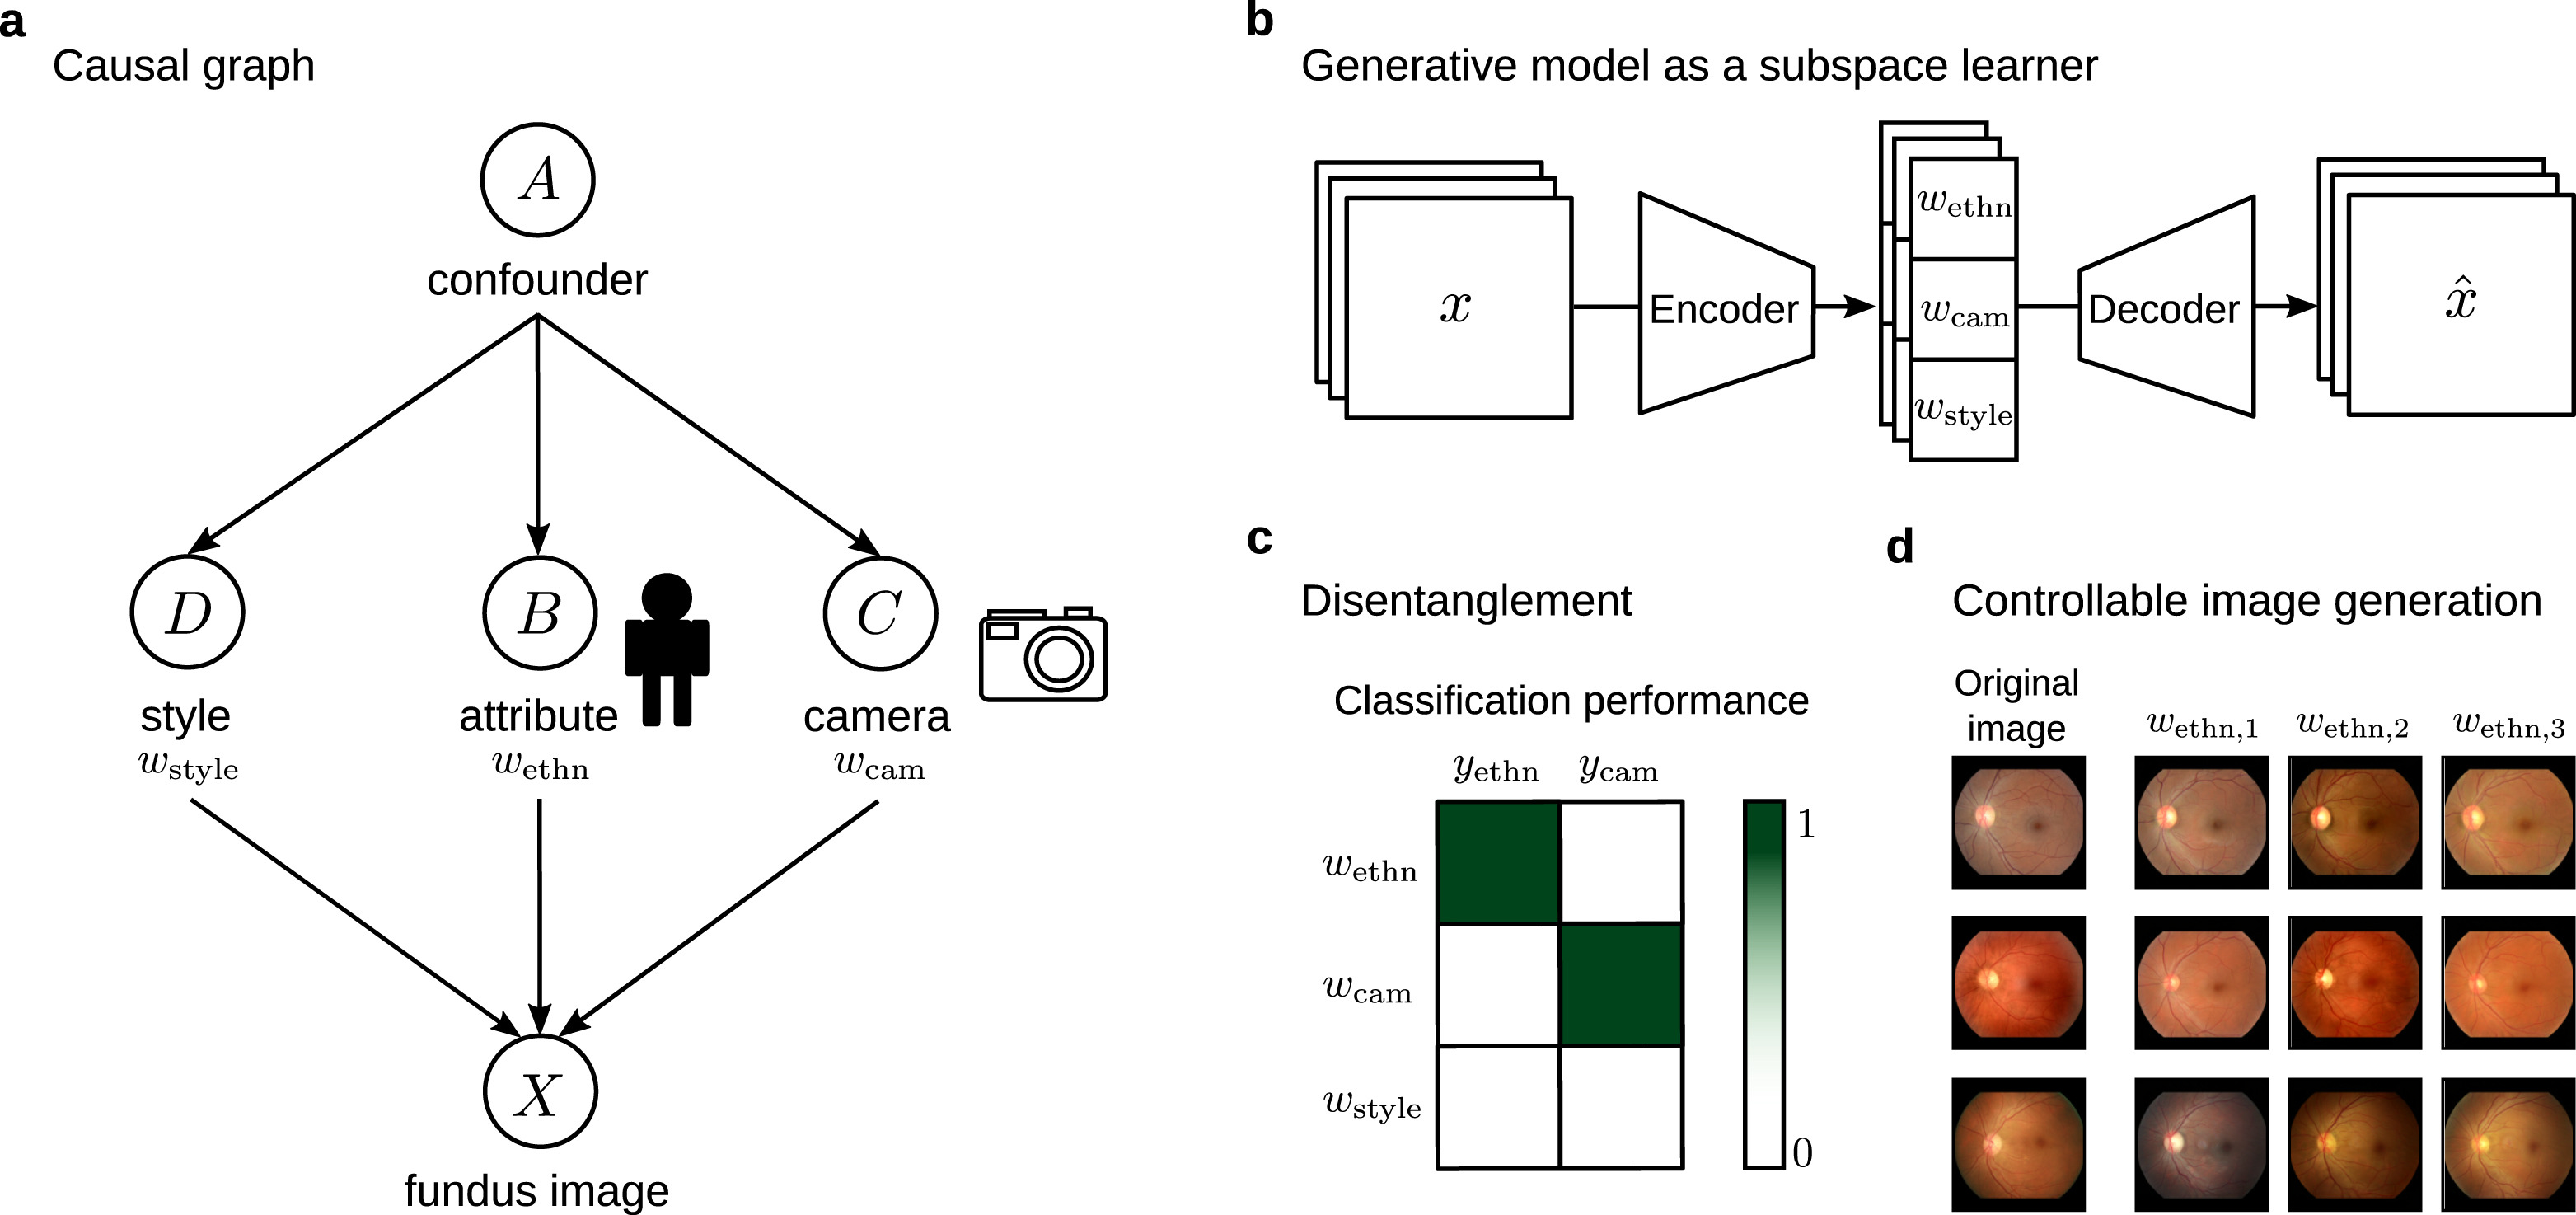 a
Causal graph
A
confounder
D
B
C
style
attribute
camera
w_style
w_ethn
w_cam
X
fundus image
b
Generative model as a subspace learner
x
Encoder
w_ethn
w_cam
w_style
Decoder
x̂
c
Disentanglement
Classification performance
y_ethn y_cam
w_ethn
w_cam
w_style
1
0
d
Controllable image generation
Original
image
w_ethn,1 w_ethn,2 w_ethn,3